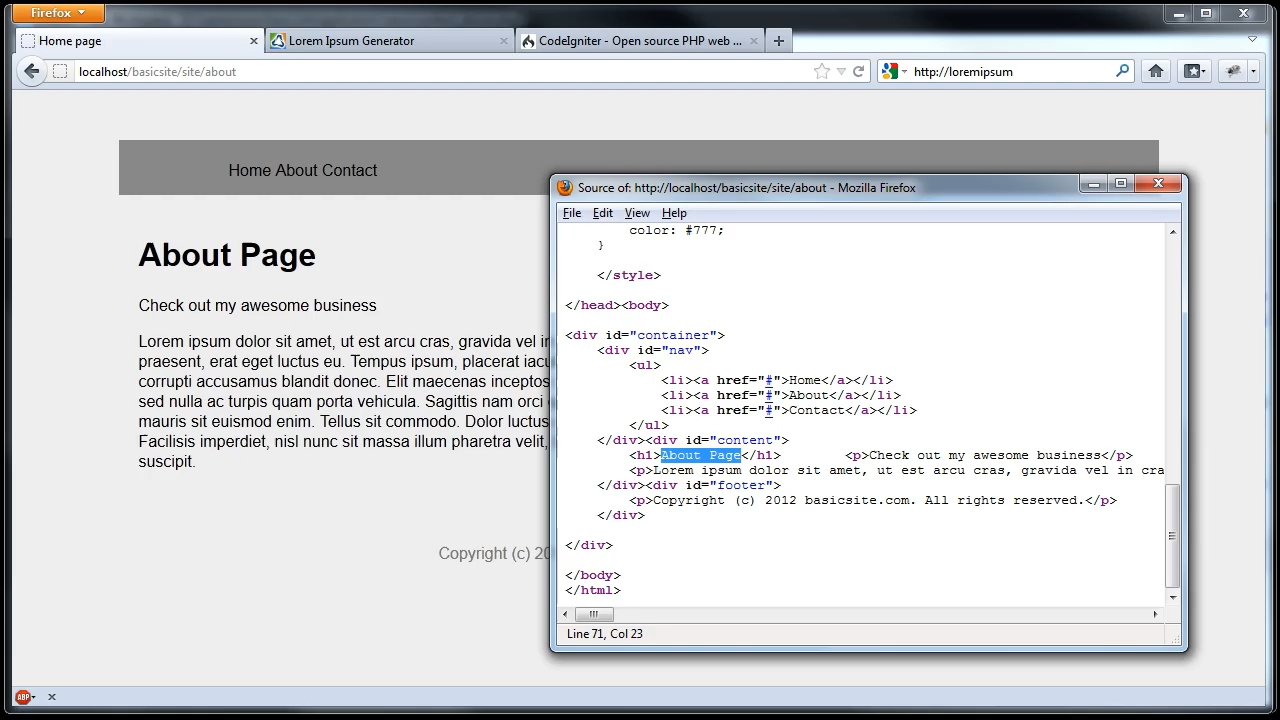 Firefox
Home page
Lorem Ipsum Generator
CodeIgniter - Open source PHP web ...
localhost/basicsite/site/about
http://loremipsum
Home About Contact
About Page
Check out my awesome business
Lorem ipsum dolor sit amet, ut est arcu cras, gravida vel in
praesent, erat eget luctus eu. Tempus ipsum, placerat iacu
corrupti accusamus blandit donec. Elit maecenas inceptos
sed nulla ac turpis quam porta vehicula. Sagittis nam orci
mauris sit euismod enim. Tellus sit commodo. Dolor luctus
Facilisis imperdiet, nisl nunc sit massa illum pharetra velit,
suscipit.
Copyright (c) 20
Source of: http://localhost/basicsite/site/about - Mozilla Firefox
File Edit View Help
color: #777;
}
</style>
</head><body>
<div id="container">
<div id="nav">
<ul>
<li><a href="#">Home</a></li>
<li><a href="#">About</a></li>
<li><a href="#">Contact</a></li>
</ul>
</div><div id="content">
<h1>About Page</h1> <p>Check out my awesome business</p>
<p>Lorem ipsum dolor sit amet, ut est arcu cras, gravida vel in cra
</div><div id="footer">
<p>Copyright (c) 2012 basicsite.com. All rights reserved.</p>
</div>
</div>
</body>
</html>
Line 71, Col 23
ABP